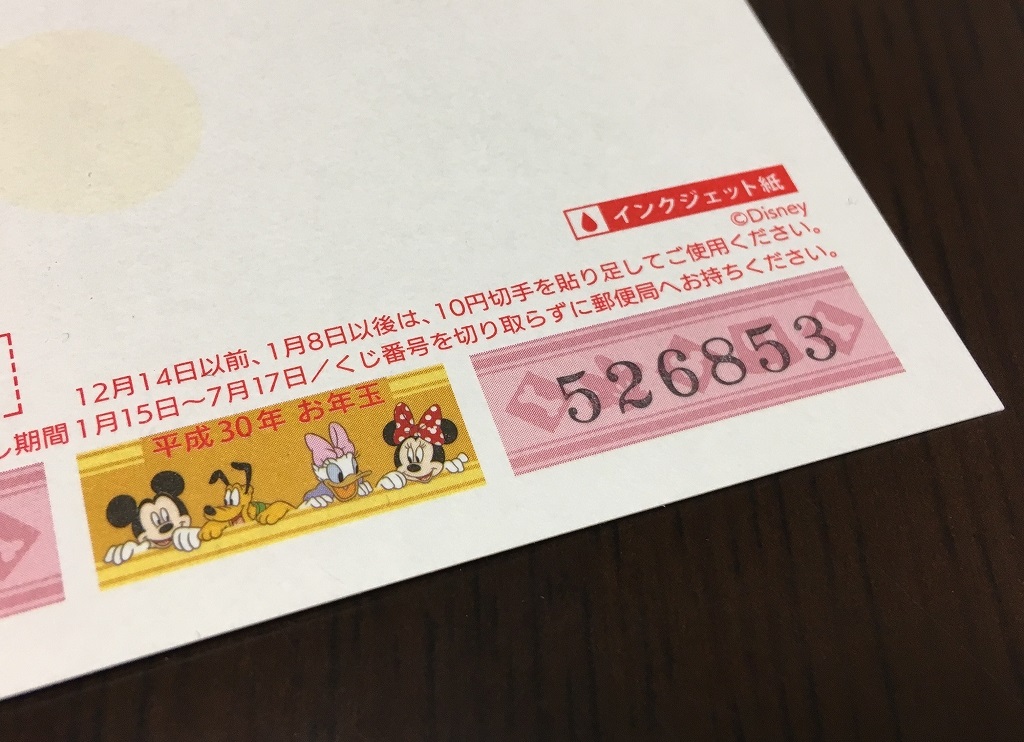 インクジェット紙
©Disney
12月14日以前、1月8日以後は、10円切手を貼り足してご使用ください。
し期間 1月15日～7月17日／くじ番号を切り取らずに郵便局へお持ちください。
平成30年 お年玉
526853